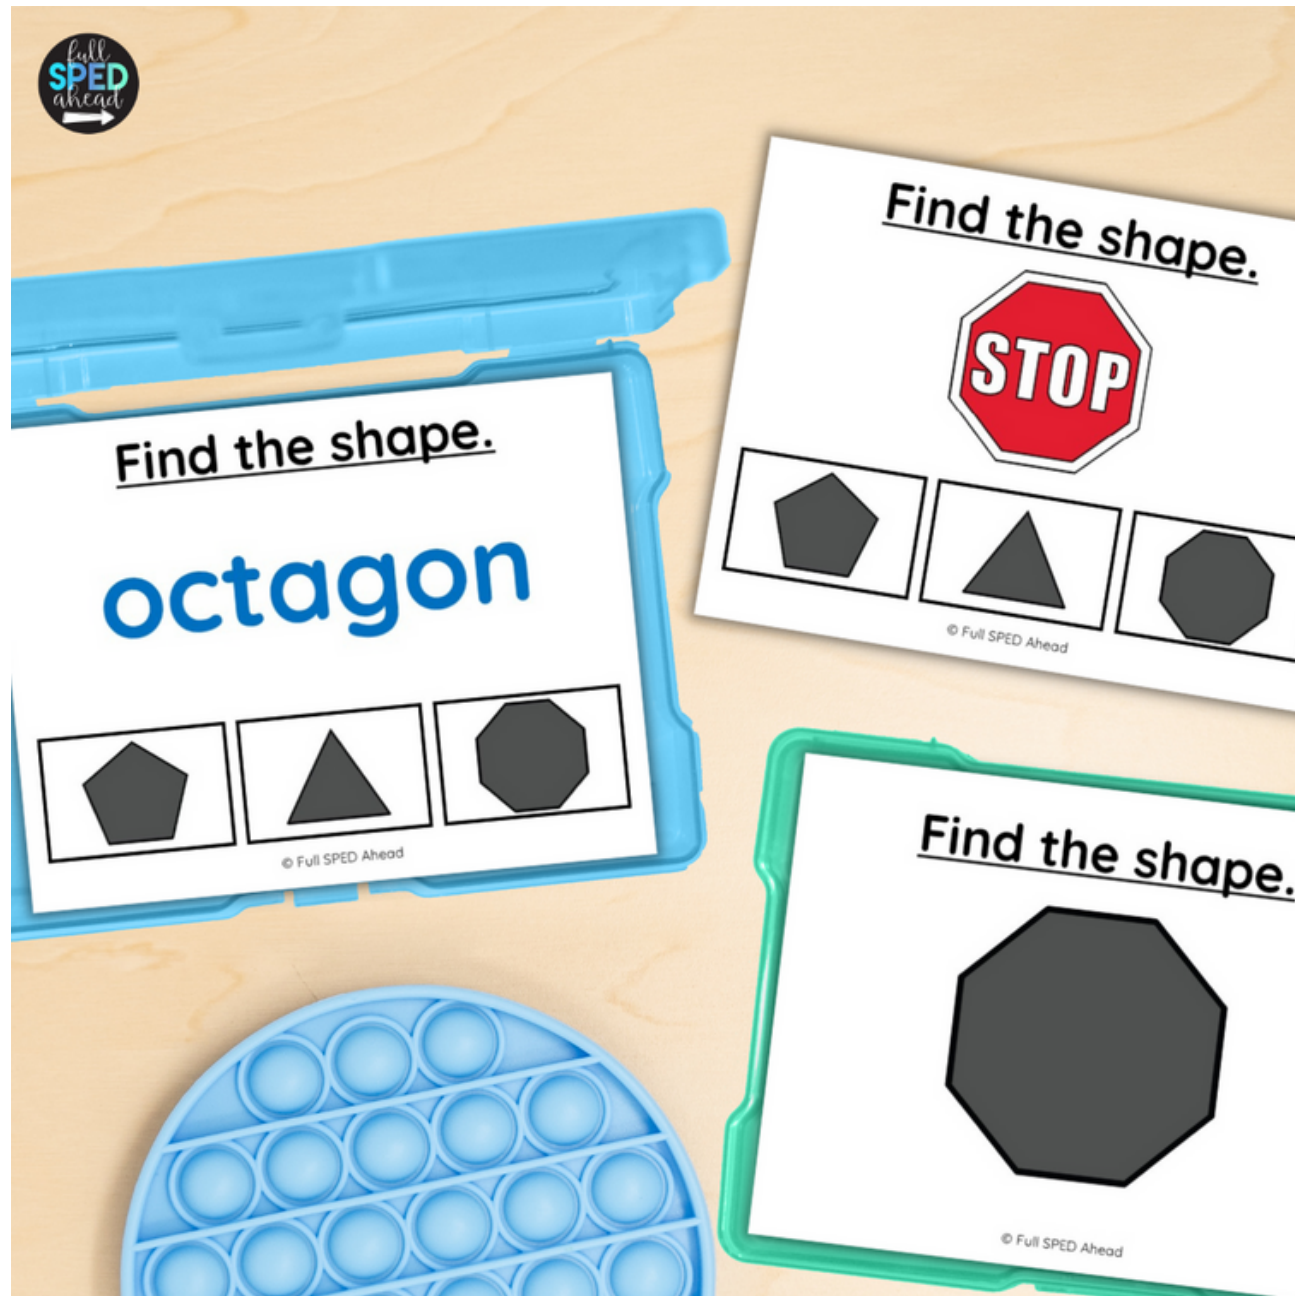 full
SPED
ahead
Find the shape.
STOP
© Full SPED Ahead
Find the shape.
octagon
© Full SPED Ahead
Find the shape.
© Full SPED Ahead